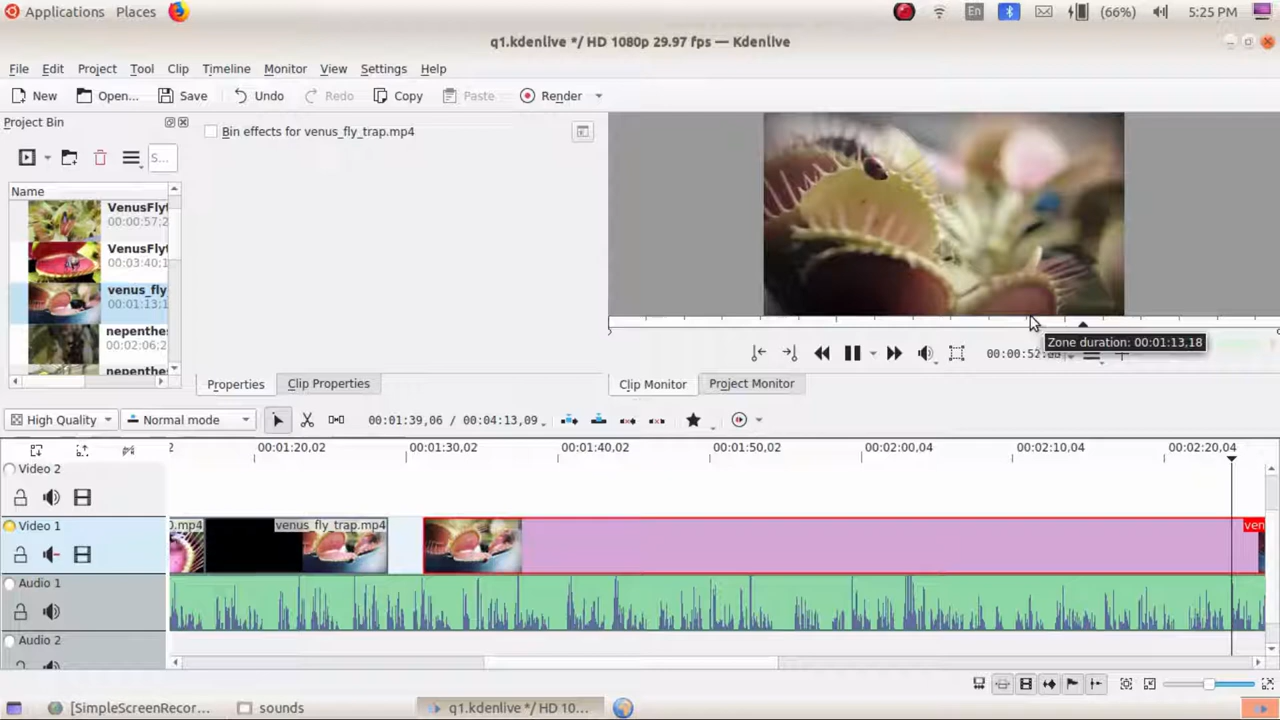 Applications Places En (66%) 5:25 PM
q1.kdenlive */ HD 1080p 29.97 fps — Kdenlive
File Edit Project Tool Clip Timeline Monitor View Settings Help
New Open... Save Undo Redo Copy Paste Render
Project Bin
Bin effects for venus_fly_trap.mp4
S...
Name
VenusFlyt
00:00:57;2
VenusFlyt
00:03:40;1
venus_fly
00:01:13;1
nepenthe
00:02:06;2
nepenthe
00:00:52:
Zone duration: 00:01:13,18
Properties Clip Properties Clip Monitor Project Monitor
High Quality Normal mode 00:01:39,06 / 00:04:13,09
2 00:01:20,02 00:01:30,02 00:01:40,02 00:01:50,02 00:02:00,04 00:02:10,04 00:02:20,04
Video 2
Video 1 0.mp4 venus_fly_trap.mp4 ven
Audio 1
Audio 2
[SimpleScreenRecor... sounds q1.kdenlive */ HD 10...